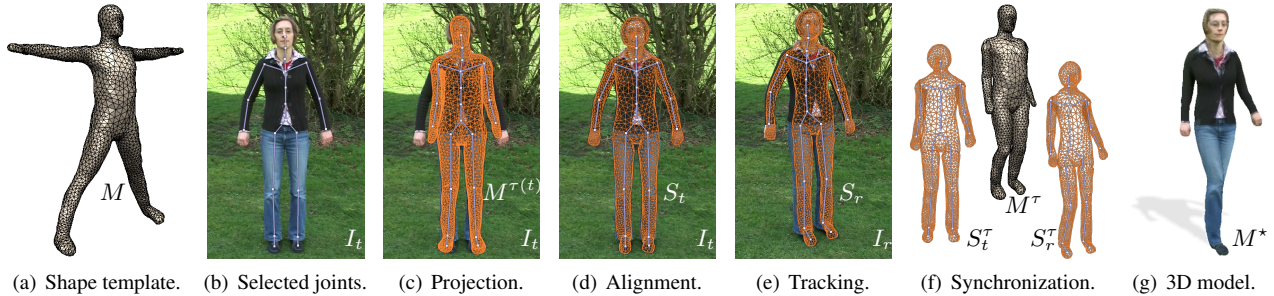 M
I_t
M^{τ(t)}
I_t
S_t
I_t
S_r
I_r
S_t^τ
M^τ
S_r^τ
M^⋆
(a) Shape template.
(b) Selected joints.
(c) Projection.
(d) Alignment.
(e) Tracking.
(f) Synchronization.
(g) 3D model.